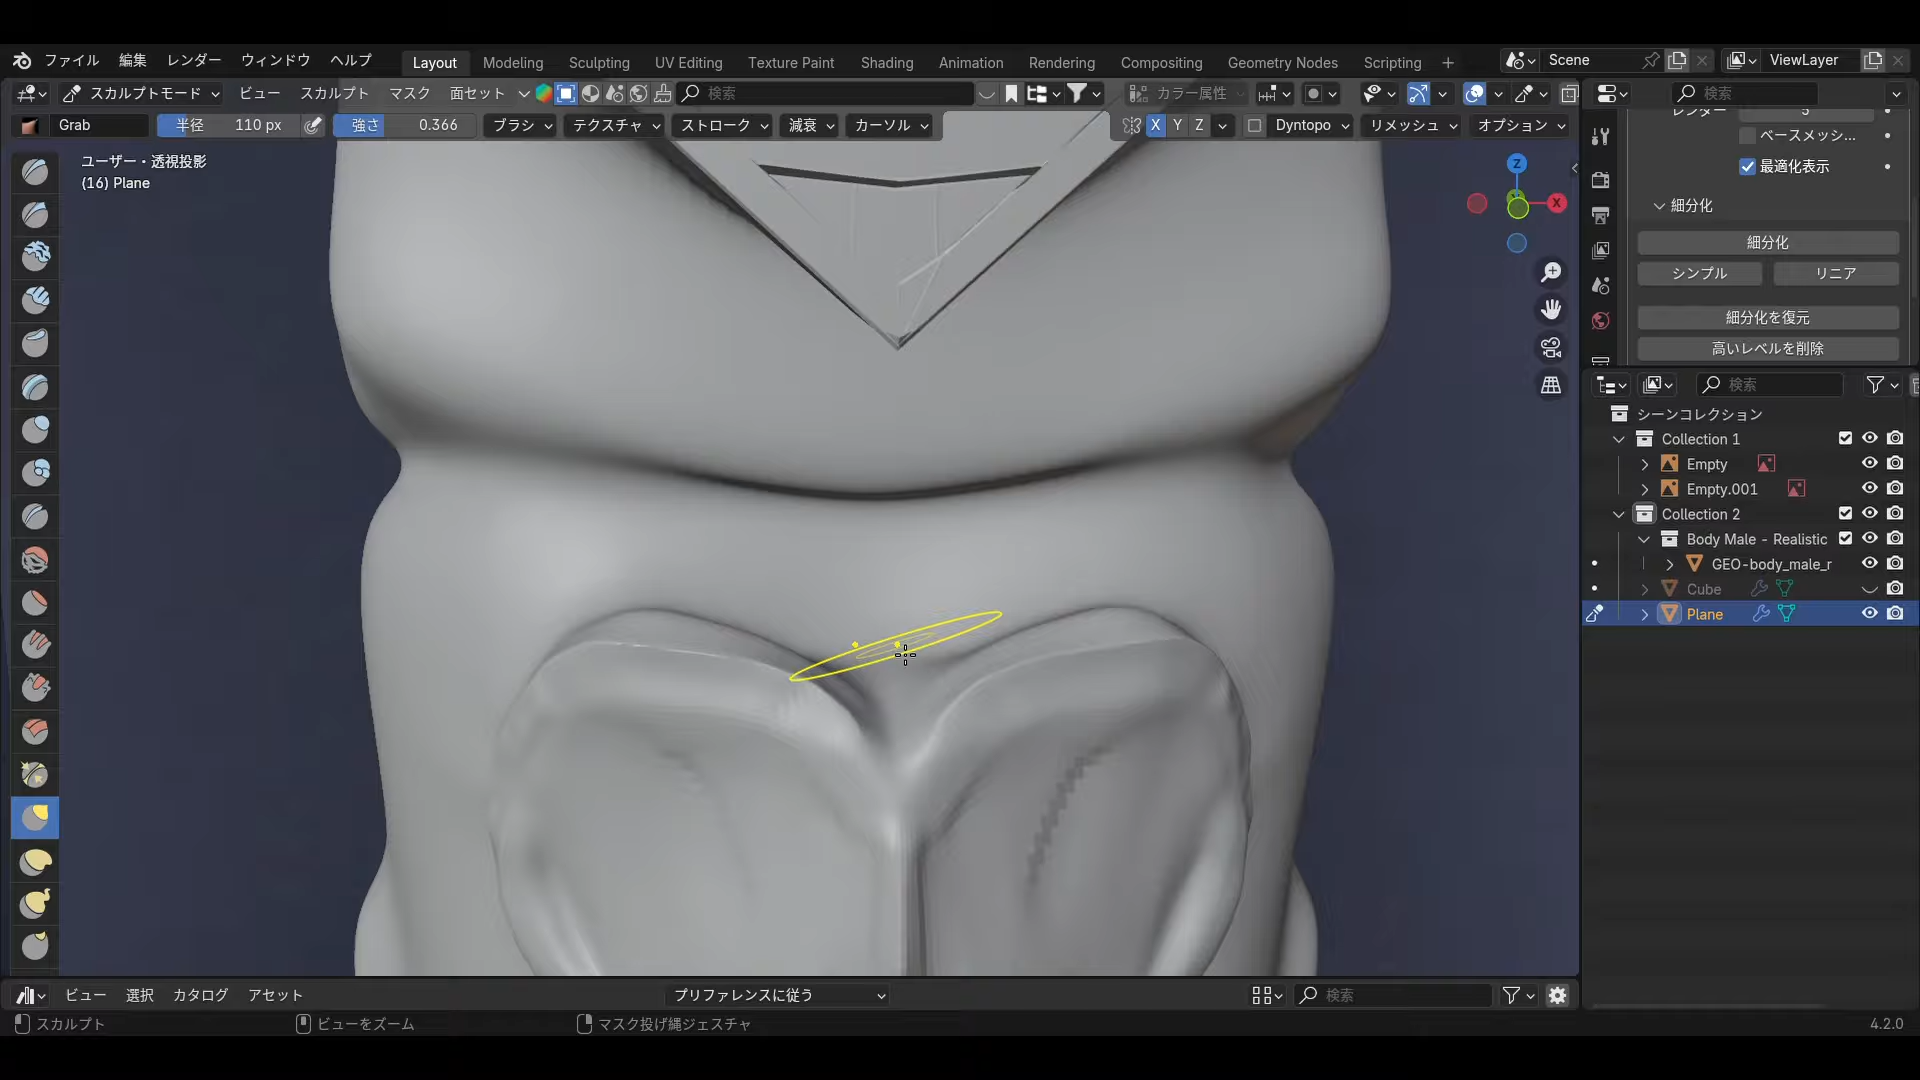 ファイル 編集 レンダー ウィンドウ ヘルプ Layout Modeling Sculpting UV Editing Texture Paint Shading Animation Rendering Compositing Geometry Nodes Scripting + Scene ViewLayer
スカルプトモード ビュー スカルプト マスク 面セット 検索 カラー属性 検索
Grab 半径 110 px 強さ 0.366 ブラシ テクスチャ ストローク 減衰 カーソル X Y Z Dyntopo リメッシュ オプション
ユーザー・透視投影
(16) Plane
Z
X
ベースメッシ...
最適化表示
細分化
細分化
シンプル リニア
細分化を復元
高いレベルを削除
検索
シーンコレクション
Collection 1
Empty
Empty.001
Collection 2
Body Male - Realistic
GEO-body_male_r
Cube
Plane
ビュー 選択 カタログ アセット プリファレンスに従う 検索
スカルプト ビューをズーム マスク投げ縄ジェスチャ 4.2.0